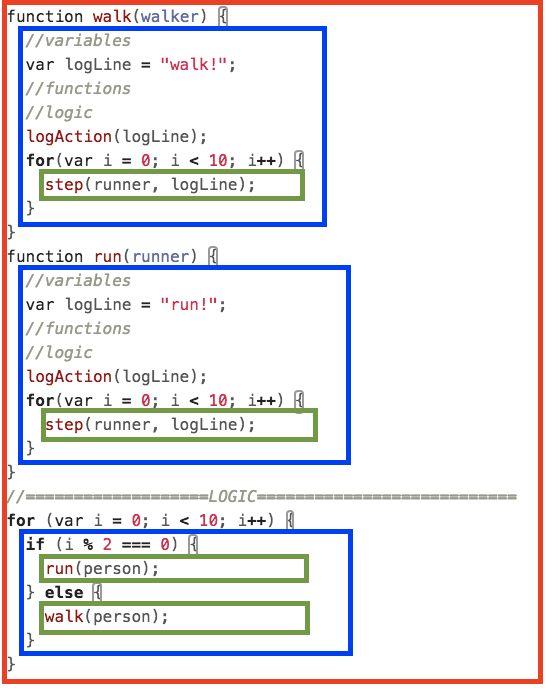 function walk(walker) {
//variables
var logLine = "walk!";
//functions
//logic
logAction(logLine);
for(var i = 0; i < 10; i++) {
step(runner, logLine);
}
}
function run(runner) {
//variables
var logLine = "run!";
//functions
//logic
logAction(logLine);
for(var i = 0; i < 10; i++) {
step(runner, logLine);
}
}
//===================LOGIC===========================
for (var i = 0; i < 10; i++) {
if (i % 2 === 0) {
run(person);
} else {
walk(person);
}
}